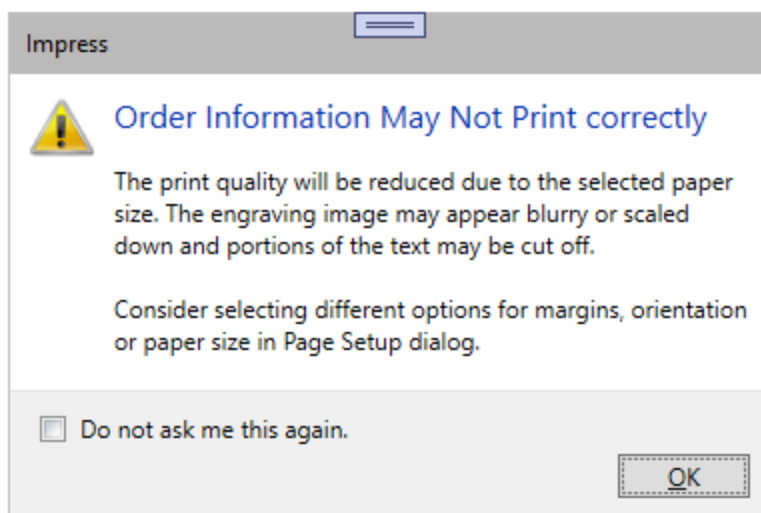 Impress
Order Information May Not Print correctly
The print quality will be reduced due to the selected paper
size. The engraving image may appear blurry or scaled
down and portions of the text may be cut off.
Consider selecting different options for margins, orientation
or paper size in Page Setup dialog.
Do not ask me this again.
OK